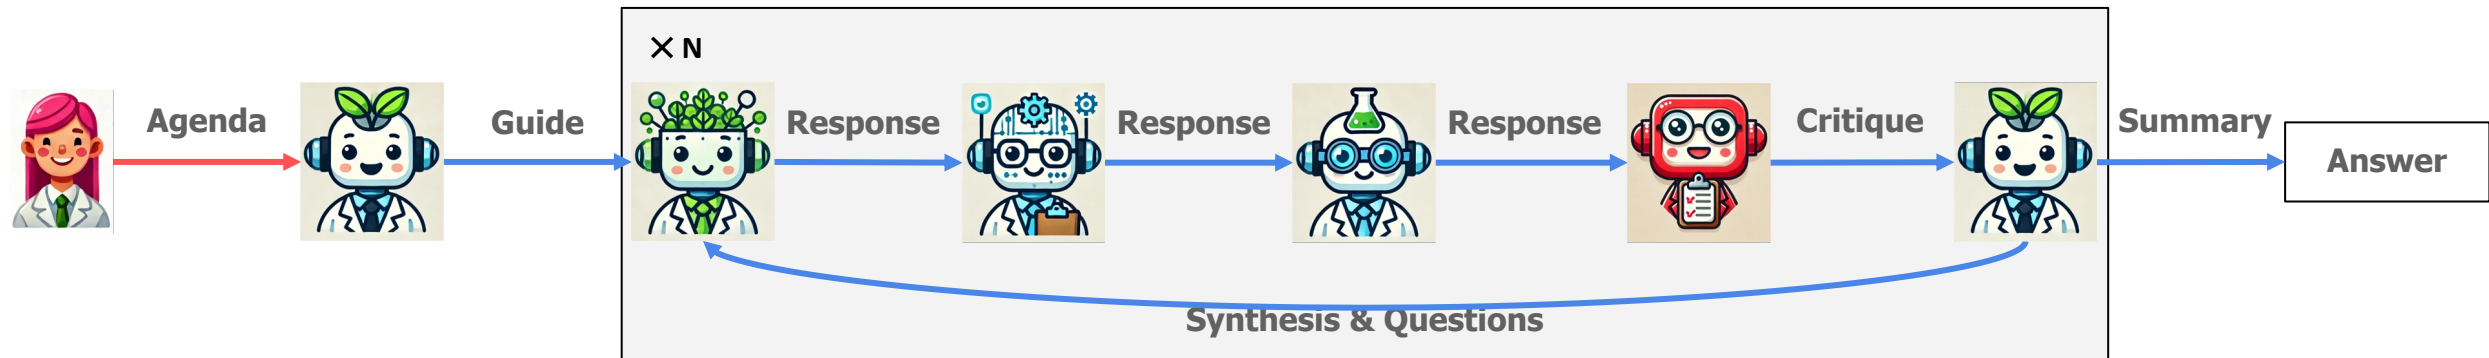 × N
Agenda
Guide
Response
Response
Response
Critique
Summary
Answer
Synthesis & Questions